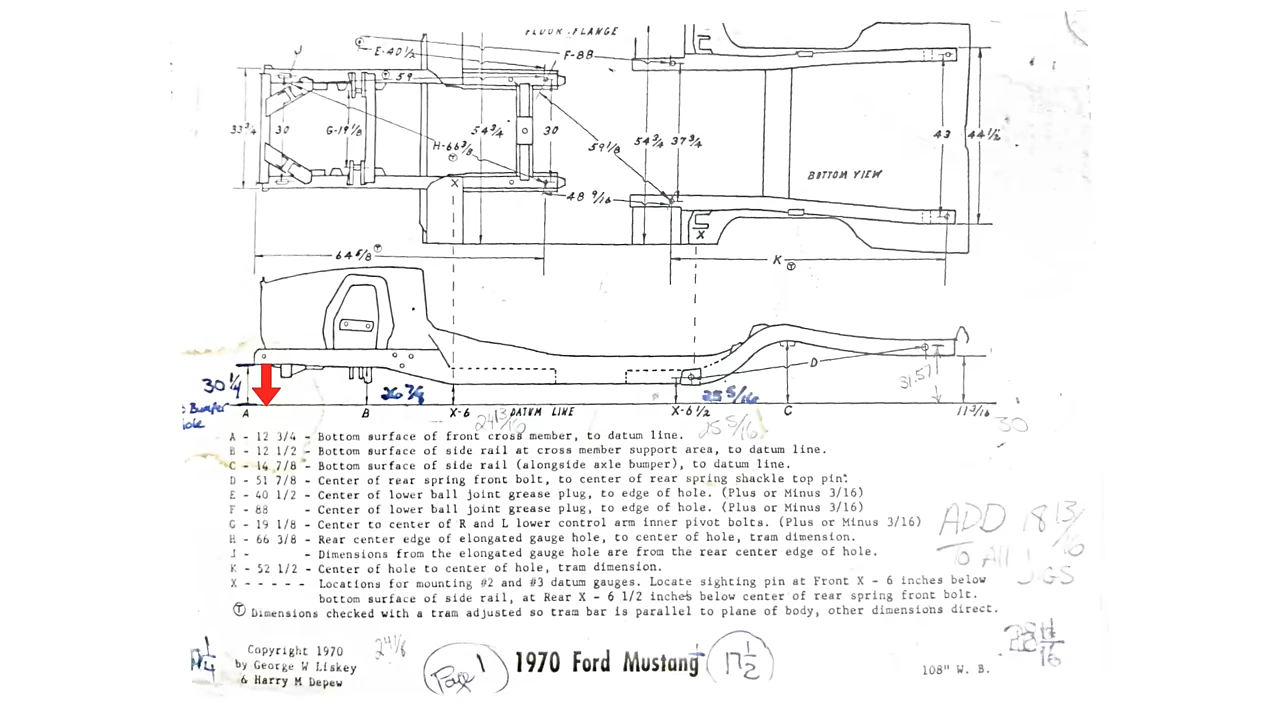 FLOOR FLANGE
J
E-40 1/2
F-88
Ⓣ 59
33 3/4
30
G-19 1/8
H-66 3/8
Ⓣ
54 3/4
30
59 1/8
54 3/4
37 3/4
43
44 1/2
BOTTOM VIEW
X
48 9/16
X
64 5/8 Ⓣ
K Ⓣ
D
31.57
30 1/4
26 7/8
25 5/16
A
B
X-6
DATUM LINE
X-6 1/2
C
11 3/16
30
Bumper
Hole
24 13/16
25 5/16
A - 12 3/4 - Bottom surface of front cross member, to datum line.
B - 12 1/2 - Bottom surface of side rail at cross member support area, to datum line.
C - 14 7/8 - Bottom surface of side rail (alongside axle bumper), to datum line.
D - 51 7/8 - Center of rear spring front bolt, to center of rear spring shackle top pin.
E - 40 1/2 - Center of lower ball joint grease plug, to edge of hole. (Plus or Minus 3/16)
F - 88 - Center of lower ball joint grease plug, to edge of hole. (Plus or Minus 3/16)
G - 19 1/8 - Center to center of R and L lower control arm inner pivot bolts. (Plus or Minus 3/16)
H - 66 3/8 - Rear center edge of elongated gauge hole, to center of hole, tram dimension.
J - - Dimensions from the elongated gauge hole are from the rear center edge of hole.
K - 52 1/2 - Center of hole to center of hole, tram dimension.
X - - - - - Locations for mounting #2 and #3 datum gauges. Locate sighting pin at Front X - 6 inches below
bottom surface of side rail, at Rear X - 6 1/2 inches below center of rear spring front bolt.
Ⓣ Dimensions checked with a tram adjusted so tram bar is parallel to plane of body, other dimensions direct.
ADD 18 13/16
TO All
JIGS
Copyright 1970
by George W Liskey
& Harry M Depew
24 1/8
Page 1
1970 Ford Mustang
17 1/2
108" W. B.